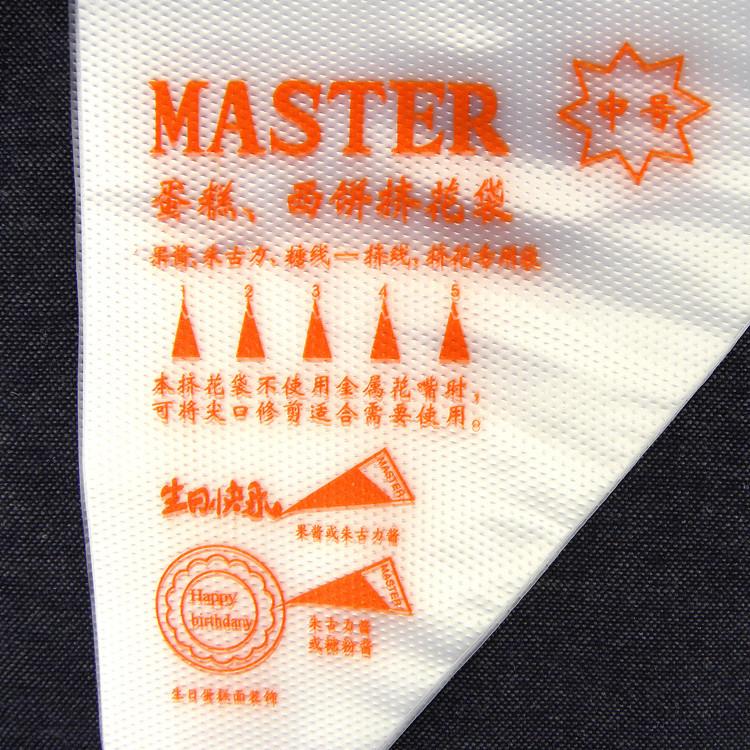 MASTER
中号
蛋糕、西饼挤花袋
果酱,朱古力、糖线—挤线,挤花专用袋
1 2 3 4 5
本挤花袋不使用金属花嘴时,
可将尖口修剪适合需要使用。
MASTER
生日快乐
果酱或朱古力酱
MASTER
Happy
birthdany
朱古力酱
或糖粉酱
生日蛋糕面装饰